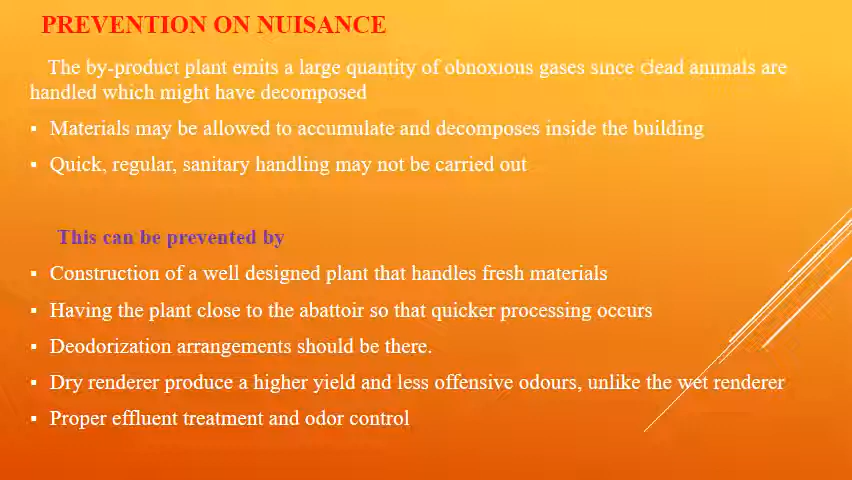 PREVENTION ON NUISANCE
The by-product plant emits a large quantity of obnoxious gases since dead animals are
handled which might have decomposed
▪ Materials may be allowed to accumulate and decomposes inside the building
▪ Quick, regular, sanitary handling may not be carried out
This can be prevented by
▪ Construction of a well designed plant that handles fresh materials
▪ Having the plant close to the abattoir so that quicker processing occurs
▪ Deodorization arrangements should be there.
▪ Dry renderer produce a higher yield and less offensive odours, unlike the wet renderer
▪ Proper effluent treatment and odor control